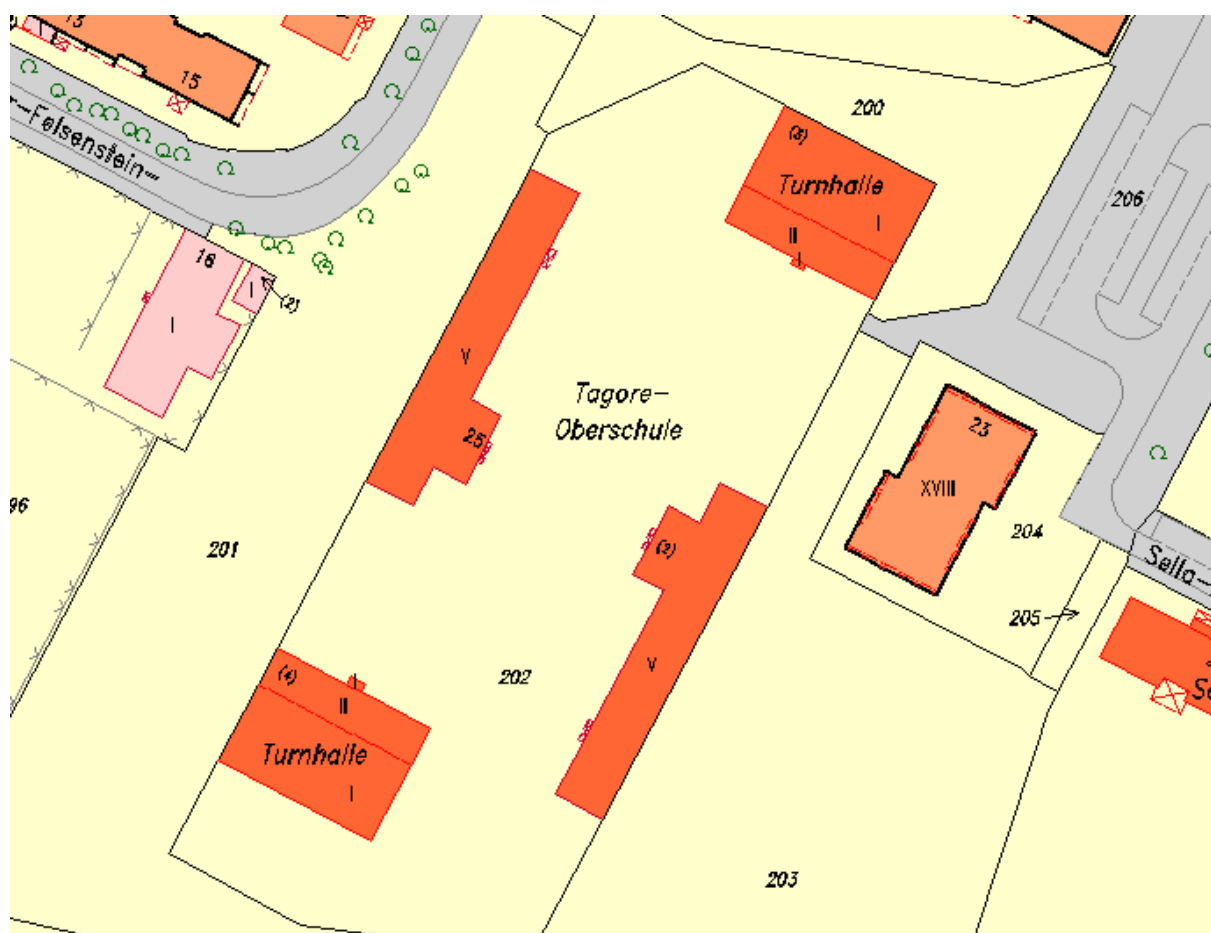 13
15
200
(3)
Turnhalle
I
II
I
206
r-Felsenstein-
16
I
(2)
I
V
Tagore-
Oberschule
25
23
XVIII
96
201
(2)
204
Sella-
205
V
202
(4)
I
II
Turnhalle
I
203